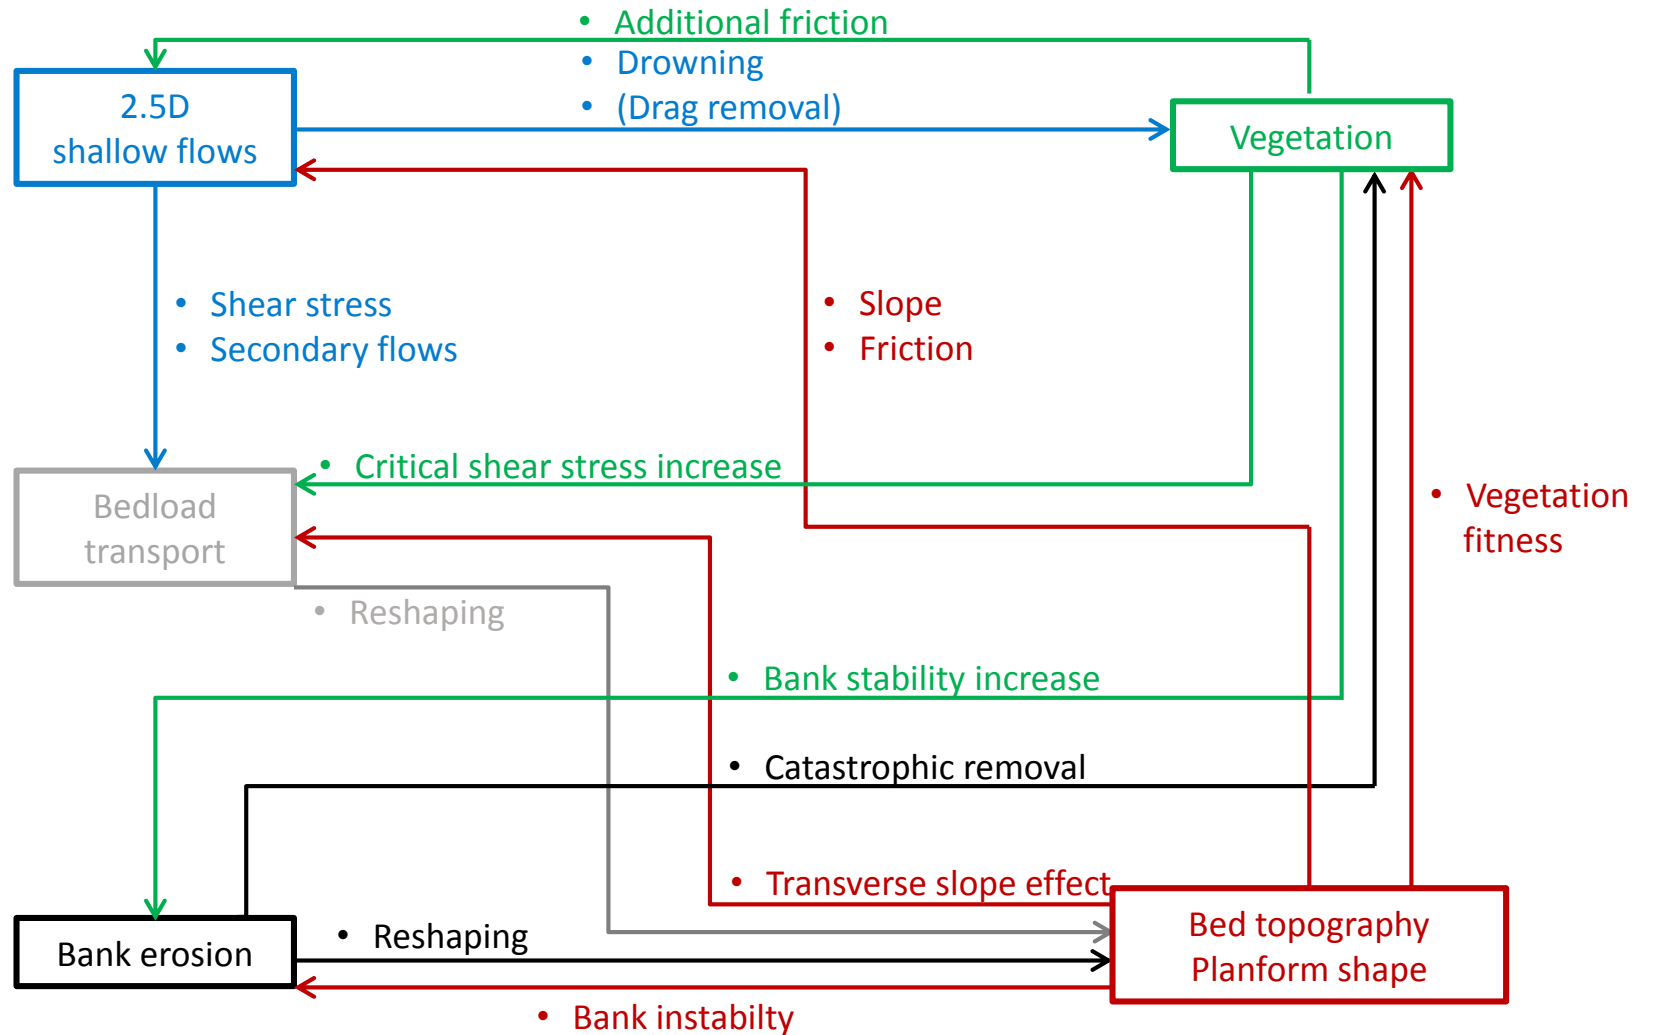 • Additional friction
• Drowning
• (Drag removal)
2.5D
shallow flows
Vegetation
• Shear stress
• Secondary flows
• Slope
• Friction
• Critical shear stress increase
Bedload
transport
• Vegetation
fitness
• Reshaping
• Bank stability increase
• Catastrophic removal
• Transverse slope effect
Bank erosion
• Reshaping
Bed topography
Planform shape
• Bank instabilty